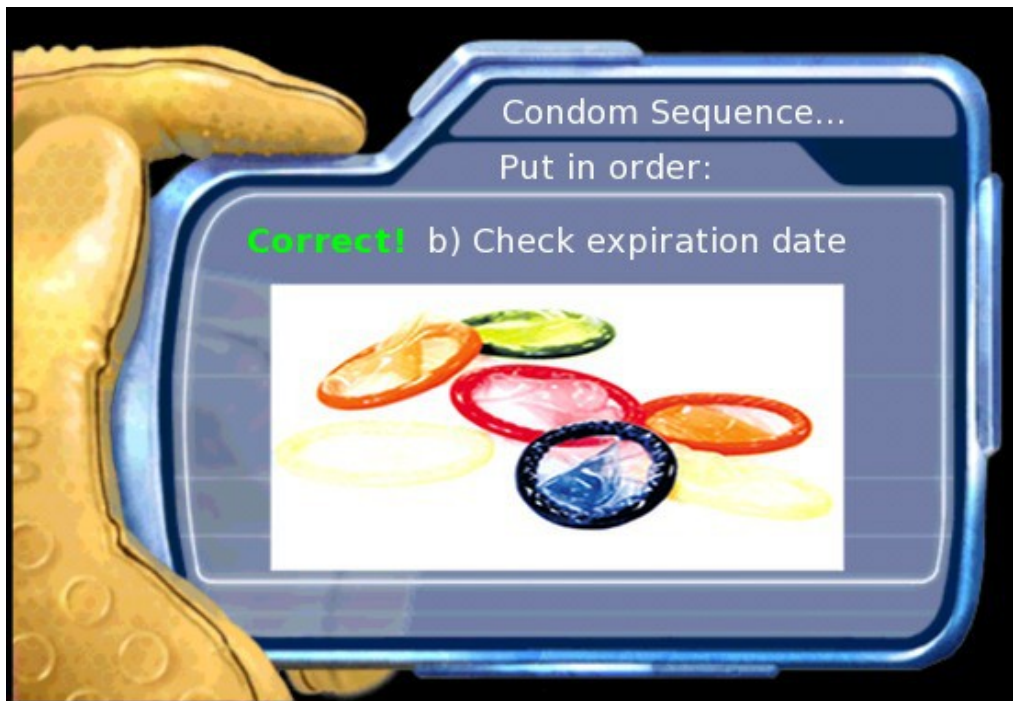 Condom Sequence...
Put in order:
Correct! b) Check expiration date